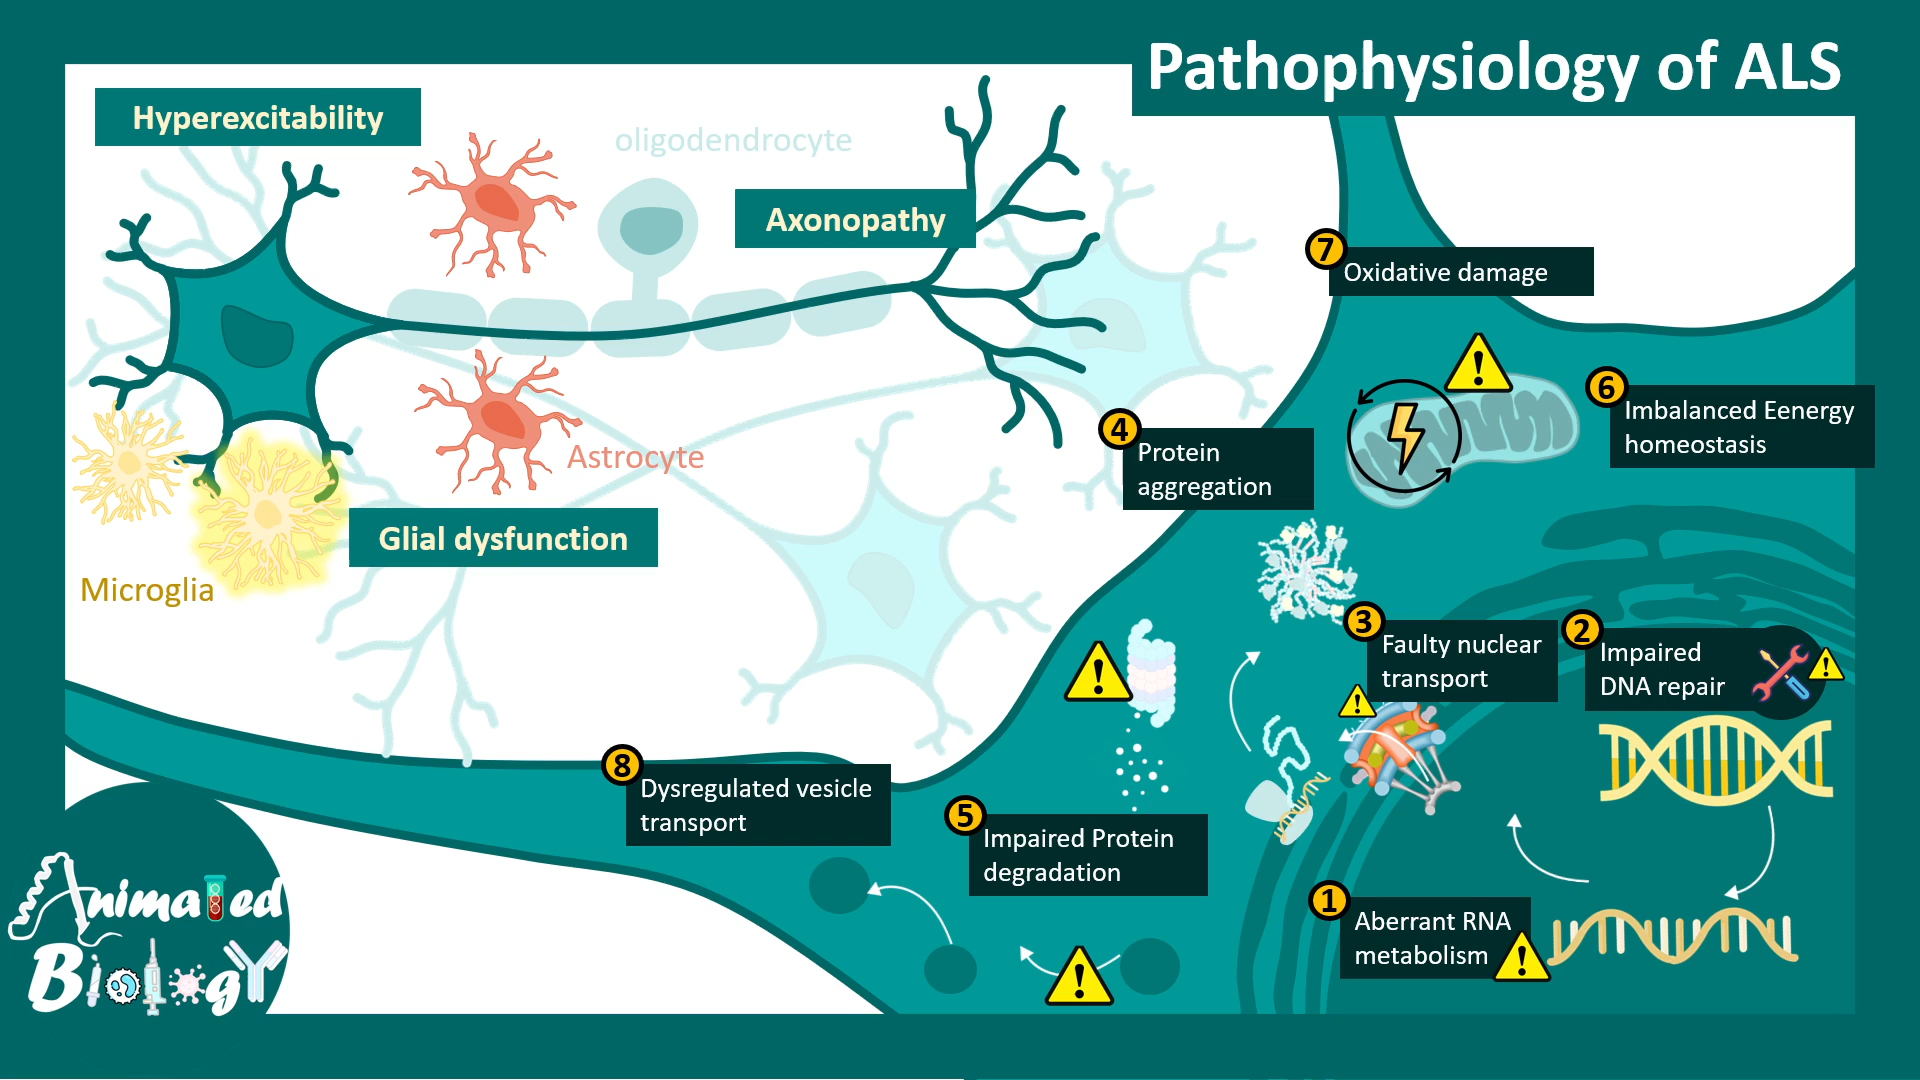 Pathophysiology of ALS
Hyperexcitability
oligodendrocyte
Axonopathy
7
Oxidative damage
6
Imbalanced Eenergy
homeostasis
4
Protein
aggregation
Astrocyte
Glial dysfunction
Microglia
3
Faulty nuclear
transport
2
Impaired
DNA repair
8
Dysregulated vesicle
transport
5
Impaired Protein
degradation
1
Aberrant RNA
metabolism
Animated
Biology